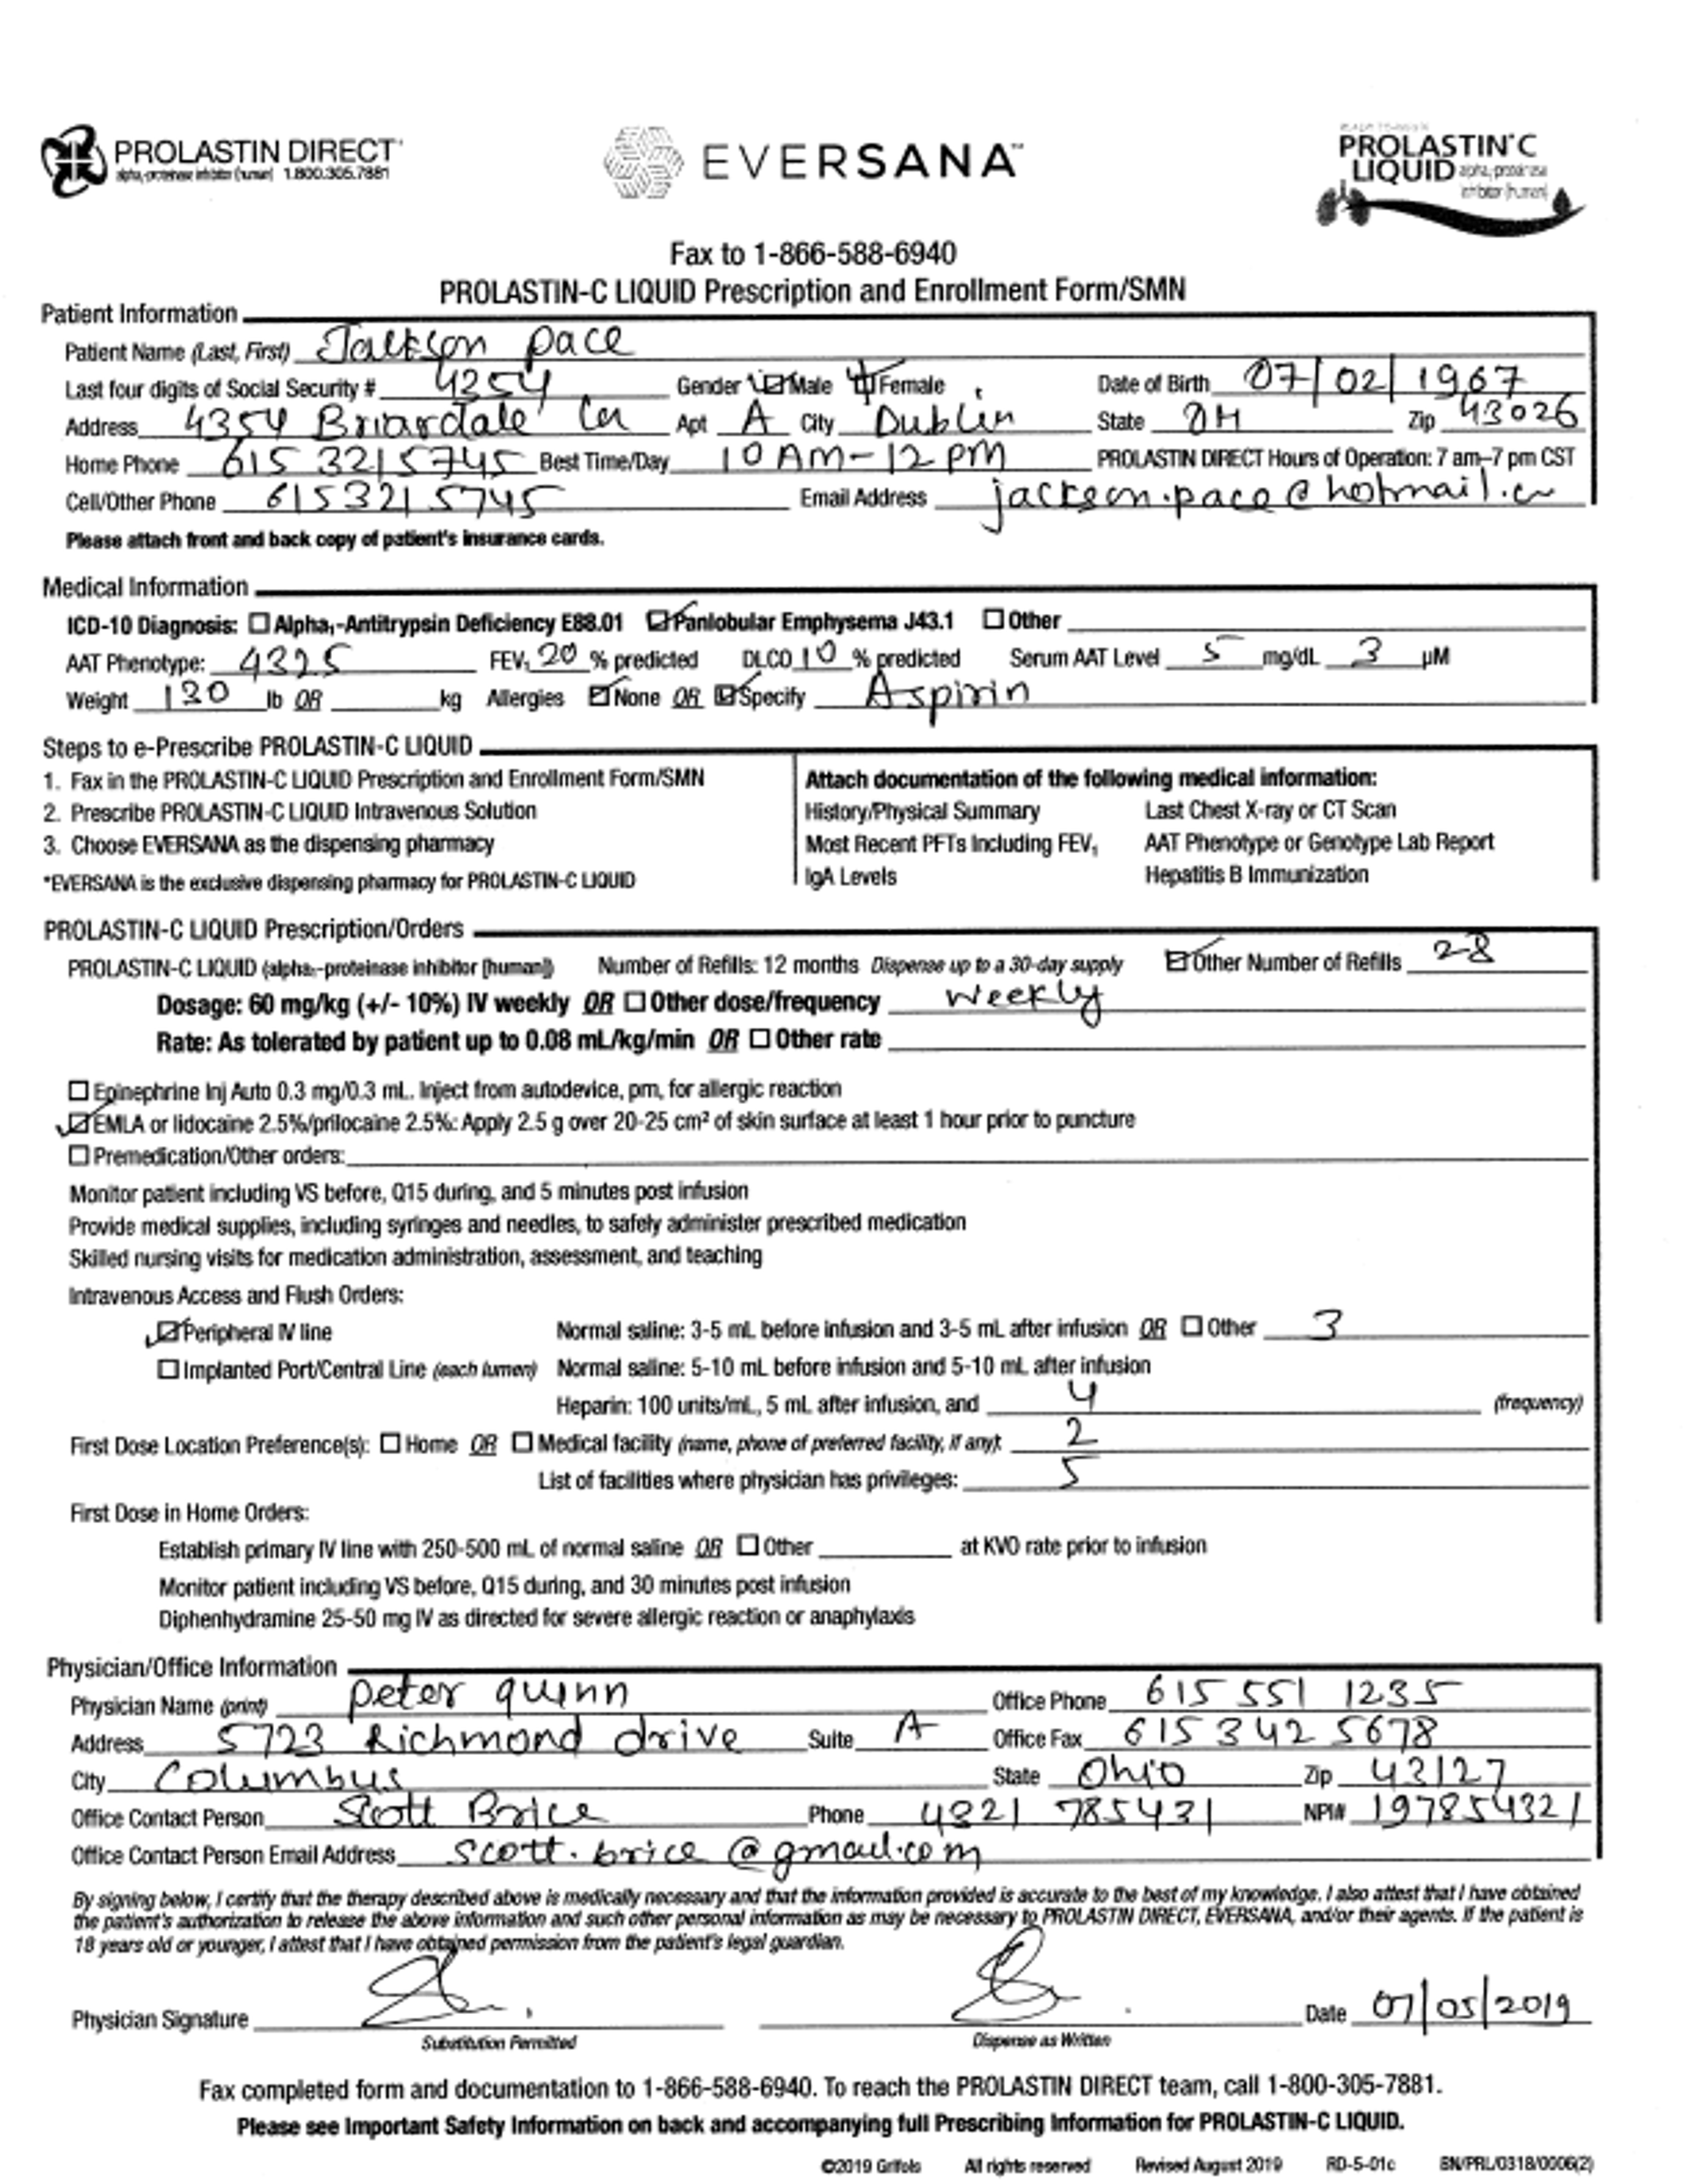 PROLASTIN DIRECT
alpha₁-proteinase inhibitor (human) 1.800.305.7881
EVERSANA™
PROLASTIN®C
LIQUID alpha₁-proteinase
inhibitor (human)
Fax to 1-866-588-6940
PROLASTIN-C LIQUID Prescription and Enrollment Form/SMN
Patient Information
Patient Name (Last, First) Jackson pace
Last four digits of Social Security # 4254 Gender ☑ Male ☐ Female Date of Birth 07/02/1967
Address 4354 Briardale Ln Apt A City Dublin State OH Zip 43026
Home Phone 615 321 5745 Best Time/Day 10 AM-12 PM PROLASTIN DIRECT Hours of Operation: 7 am–7 pm CST
Cell/Other Phone 615321 5745 Email Address jackson.pace@hotmail.
Please attach front and back copy of patient's insurance cards.
Medical Information
ICD-10 Diagnosis: ☐ Alpha₁-Antitrypsin Deficiency E88.01 ☑ Panlobular Emphysema J43.1 ☐ Other
AAT Phenotype: 4325 FEV₁ 20 % predicted DLCO 10 % predicted Serum AAT Level 5 mg/dL 3 µM
Weight 130 lb OR kg Allergies ☑ None OR ☑ Specify Aspirin
Steps to e-Prescribe PROLASTIN-C LIQUID
1. Fax in the PROLASTIN-C LIQUID Prescription and Enrollment Form/SMN
2. Prescribe PROLASTIN-C LIQUID Intravenous Solution
3. Choose EVERSANA as the dispensing pharmacy
*EVERSANA is the exclusive dispensing pharmacy for PROLASTIN-C LIQUID
Attach documentation of the following medical information:
History/Physical Summary Last Chest X-ray or CT Scan
Most Recent PFTs Including FEV₁ AAT Phenotype or Genotype Lab Report
IgA Levels Hepatitis B Immunization
PROLASTIN-C LIQUID Prescription/Orders
PROLASTIN-C LIQUID (alpha₁-proteinase inhibitor [human]) Number of Refills: 12 months Dispense up to a 30-day supply ☑ Other Number of Refills 28
Dosage: 60 mg/kg (+/- 10%) IV weekly OR ☐ Other dose/frequency weekly
Rate: As tolerated by patient up to 0.08 mL/kg/min OR ☐ Other rate
☐ Epinephrine Inj Auto 0.3 mg/0.3 mL. Inject from autodevice, prn, for allergic reaction
☑ EMLA or lidocaine 2.5%/prilocaine 2.5%: Apply 2.5 g over 20-25 cm² of skin surface at least 1 hour prior to puncture
☐ Premedication/Other orders:
Monitor patient including VS before, Q15 during, and 5 minutes post infusion
Provide medical supplies, including syringes and needles, to safely administer prescribed medication
Skilled nursing visits for medication administration, assessment, and teaching
Intravenous Access and Flush Orders:
☑ Peripheral IV line Normal saline: 3-5 mL before infusion and 3-5 mL after infusion OR ☐ Other 3
☐ Implanted Port/Central Line (each lumen) Normal saline: 5-10 mL before infusion and 5-10 mL after infusion
Heparin: 100 units/mL, 5 mL after infusion, and 4 (frequency)
First Dose Location Preference(s): ☐ Home OR ☐ Medical facility (name, phone of preferred facility, if any): 2
List of facilities where physician has privileges: 5
First Dose in Home Orders:
Establish primary IV line with 250-500 mL of normal saline OR ☐ Other at KVO rate prior to infusion
Monitor patient including VS before, Q15 during, and 30 minutes post infusion
Diphenhydramine 25-50 mg IV as directed for severe allergic reaction or anaphylaxis
Physician/Office Information
Physician Name (print) peter quinn Office Phone 615 551 1235
Address 5723 Richmond drive Suite A Office Fax 615 342 5678
City Columbus State Ohio Zip 43127
Office Contact Person Scott Brice Phone 4321 785431 NPI# 197854321
Office Contact Person Email Address scott.brice@gmail.com
By signing below, I certify that the therapy described above is medically necessary and that the information provided is accurate to the best of my knowledge. I also attest that I have obtained
the patient's authorization to release the above information and such other personal information as may be necessary to PROLASTIN DIRECT, EVERSANA, and/or their agents. If the patient is
18 years old or younger, I attest that I have obtained permission from the patient's legal guardian.
Physician Signature Date 07/05/2019
Substitution Permitted Dispense as Written
Fax completed form and documentation to 1-866-588-6940. To reach the PROLASTIN DIRECT team, call 1-800-305-7881.
Please see Important Safety Information on back and accompanying full Prescribing Information for PROLASTIN-C LIQUID.
©2019 Grifols All rights reserved Revised August 2019 RD-5-01c BN/PRL/0318/0006(2)